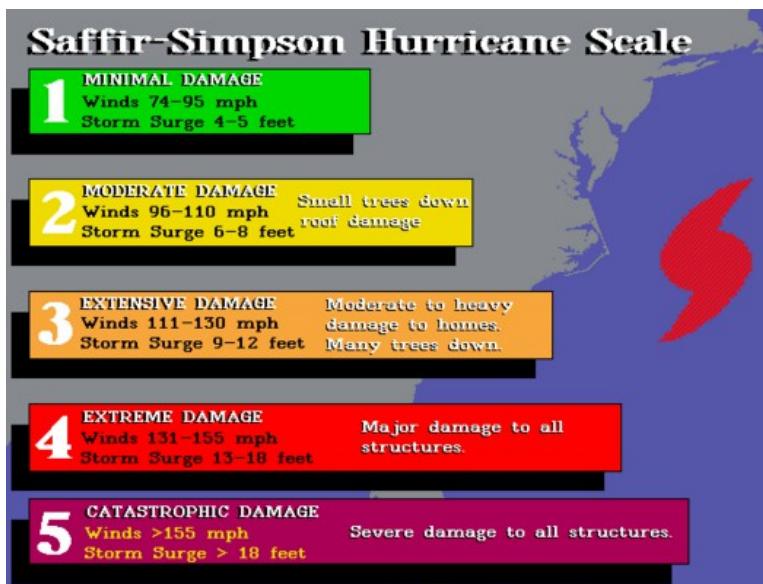 Saffir-Simpson Hurricane Scale
1
MINIMAL DAMAGE
Winds 74-95 mph
Storm Surge 4-5 feet
2
MODERATE DAMAGE
Winds 96-110 mph
Storm Surge 6-8 feet
Small trees down
roof damage
3
EXTENSIVE DAMAGE
Winds 111-130 mph
Storm Surge 9-12 feet
Moderate to heavy
damage to homes.
Many trees down.
4
EXTREME DAMAGE
Winds 131-155 mph
Storm Surge 13-18 feet
Major damage to all
structures.
5
CATASTROPHIC DAMAGE
Winds >155 mph
Storm Surge > 18 feet
Severe damage to all structures.